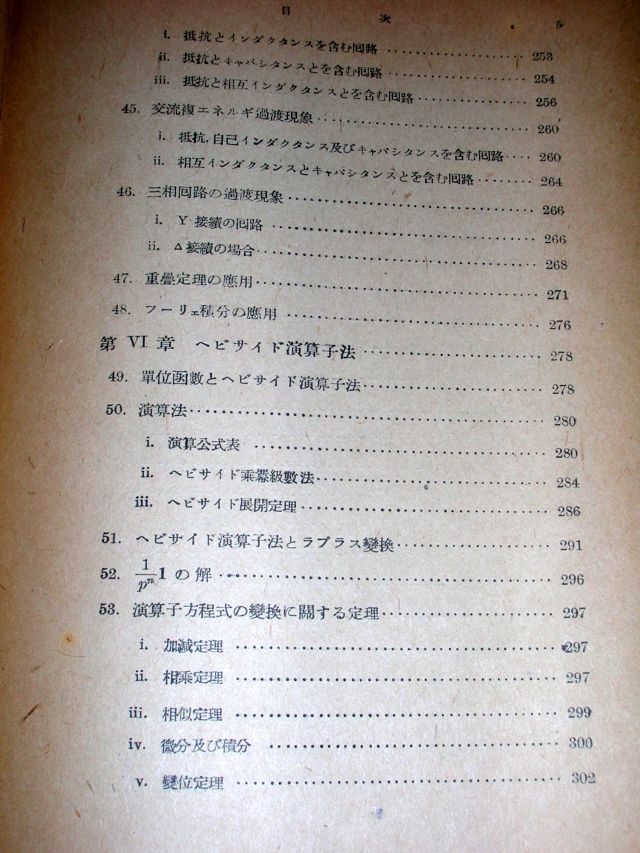 目 次 5
i. 抵抗とインダクタンスを含む回路 253
ii. 抵抗とキャパシタンスとを含む回路 254
iii. 抵抗と相互インダクタンスとを含む回路 256
45. 交流複エネルギ過渡現象 260
i. 抵抗,自己インダクタンス及びキャパシタンスを含む回路 260
ii. 相互インダクタンスとキャパシタンスとを含む回路 264
46. 三相回路の過渡現象 266
i. Y 接続の回路 266
ii. Δ接続の場合 268
47. 重疊定理の應用 271
48. フーリェ積分の應用 276
第 VI 章 ヘビサイド演算子法 278
49. 單位函數とヘビサイド演算子法 278
50. 演算法 280
i. 演算公式表 280
ii. ヘビサイド乘羃級數法 284
iii. ヘビサイド展開定理 286
51. ヘビサイド演算子法とラプラス變換 291
52. 1/pⁿ 1 の解 296
53. 演算子方程式の變換に關する定理 297
i. 加減定理 297
ii. 相乘定理 297
iii. 相似定理 299
iv. 微分及び積分 300
v. 變位定理 302